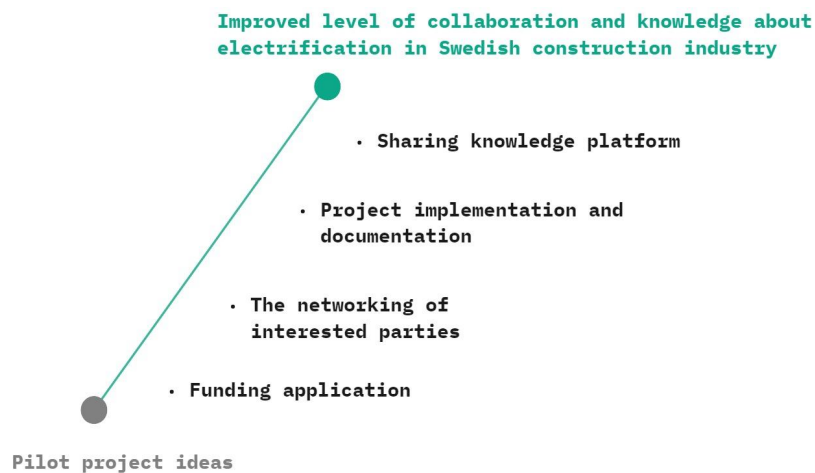 Improved level of collaboration and knowledge about
electrification in Swedish construction industry
• Sharing knowledge platform
• Project implementation and
documentation
• The networking of
interested parties
• Funding application
Pilot project ideas